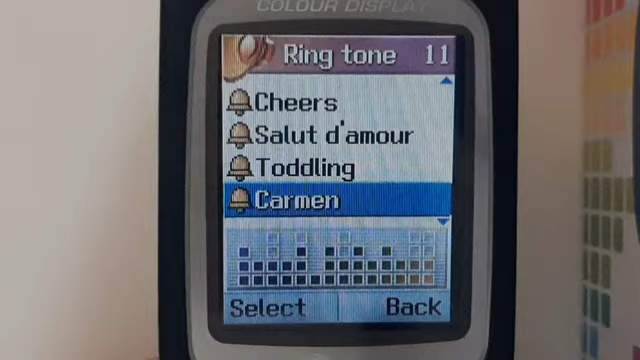 COLOUR DISPLAY
Ring tone 11
Cheers
Salut d'amour
Toddling
Carmen
Select Back